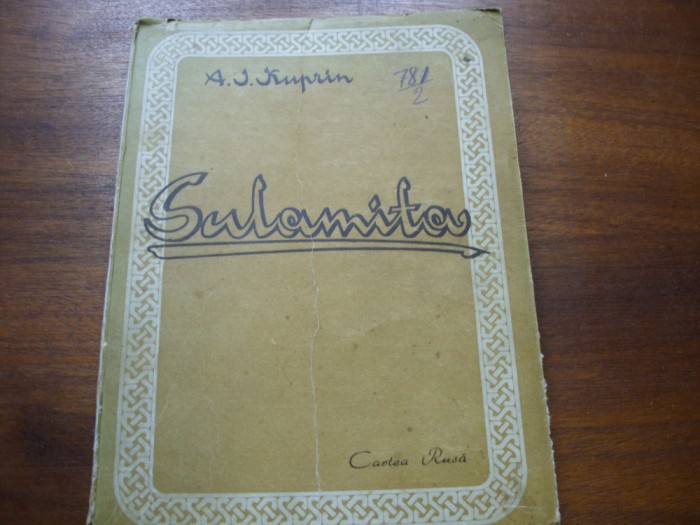 A. I. Kuprin
781
2
Sulamita
Cartea Rusă